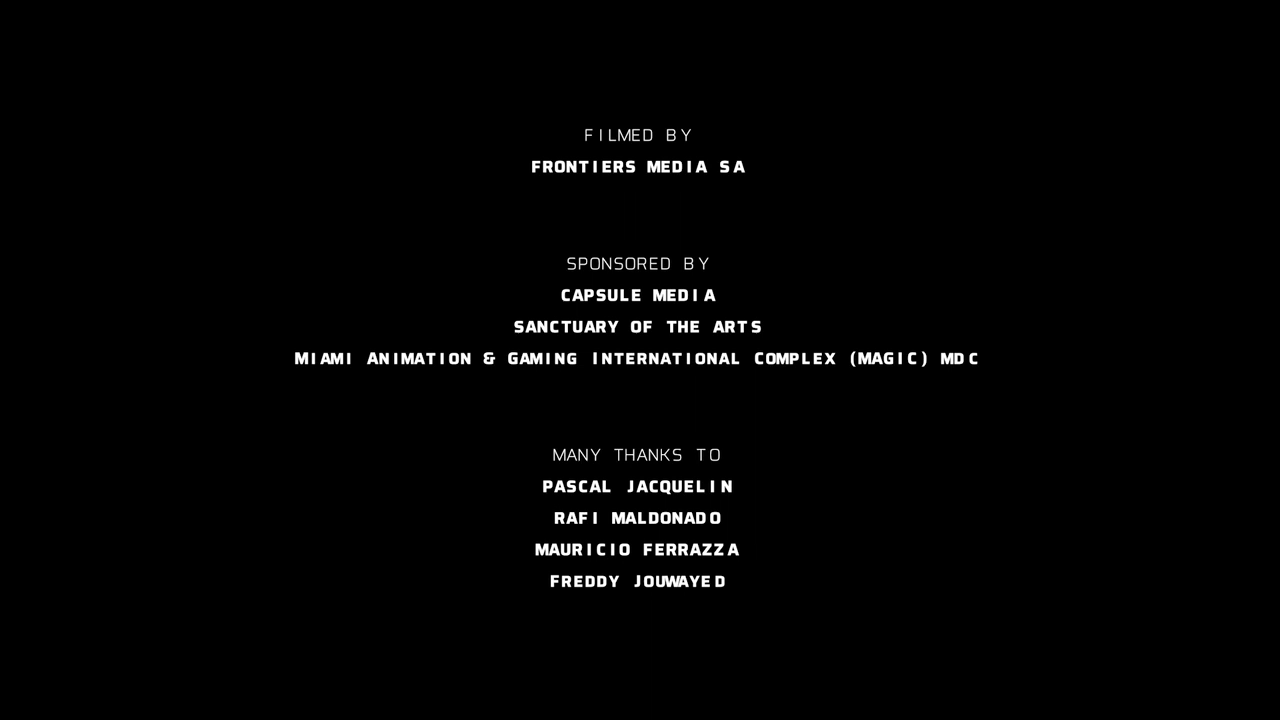 FILMED BY
FRONTIERS MEDIA SA
SPONSORED BY
CAPSULE MEDIA
SANCTUARY OF THE ARTS
MIAMI ANIMATION & GAMING INTERNATIONAL COMPLEX (MAGIC) MDC
MANY THANKS TO
PASCAL JACQUELIN
RAFI MALDONADO
MAURICIO FERRAZZA
FREDDY JOUWAYED